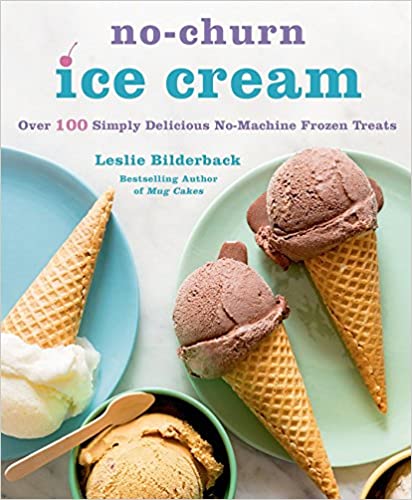 no-churn
ice cream
Over 100 Simply Delicious No-Machine Frozen Treats
Leslie Bilderback
Bestselling Author
of Mug Cakes